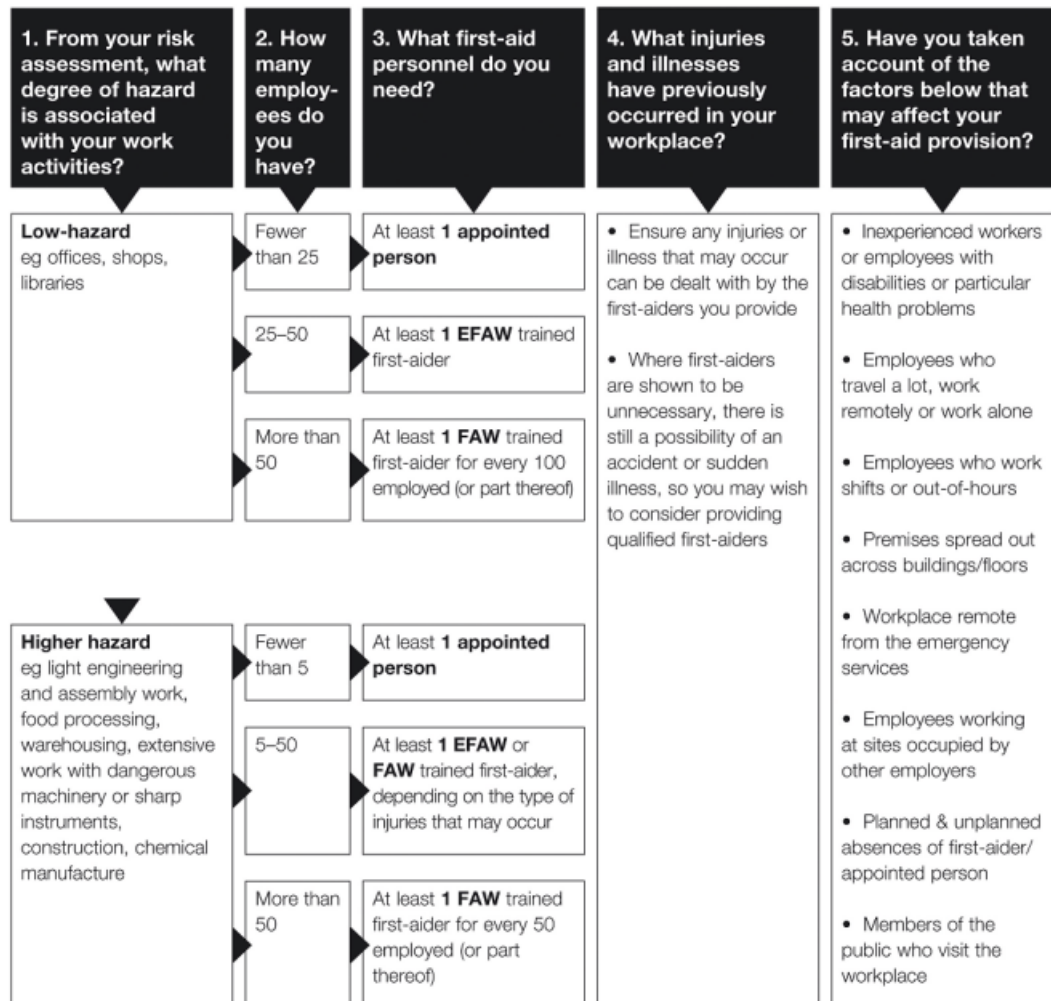 1. From your risk
assessment, what
degree of hazard
is associated
with your work
activities?
2. How
many
employ-
ees do
you
have?
3. What first-aid
personnel do you
need?
4. What injuries
and illnesses
have previously
occurred in your
workplace?
5. Have you taken
account of the
factors below that
may affect your
first-aid provision?
Low-hazard
eg offices, shops,
libraries
Fewer
than 25
At least 1 appointed
person
25–50
At least 1 EFAW trained
first-aider
More than
50
At least 1 FAW trained
first-aider for every 100
employed (or part thereof)
Higher hazard
eg light engineering
and assembly work,
food processing,
warehousing, extensive
work with dangerous
machinery or sharp
instruments,
construction, chemical
manufacture
Fewer
than 5
At least 1 appointed
person
5–50
At least 1 EFAW or
FAW trained first-aider,
depending on the type of
injuries that may occur
More than
50
At least 1 FAW trained
first-aider for every 50
employed (or part
thereof)
• Ensure any injuries or
illness that may occur
can be dealt with by the
first-aiders you provide
• Where first-aiders
are shown to be
unnecessary, there is
still a possibility of an
accident or sudden
illness, so you may wish
to consider providing
qualified first-aiders
• Inexperienced workers
or employees with
disabilities or particular
health problems
• Employees who
travel a lot, work
remotely or work alone
• Employees who work
shifts or out-of-hours
• Premises spread out
across buildings/floors
• Workplace remote
from the emergency
services
• Employees working
at sites occupied by
other employers
• Planned & unplanned
absences of first-aider/
appointed person
• Members of the
public who visit the
workplace